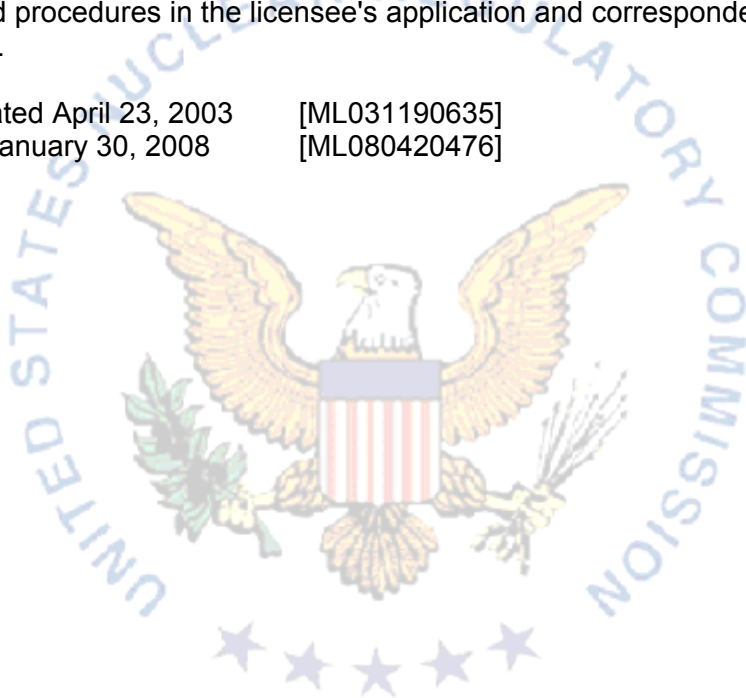 d procedures in the licensee's application and corresponde
.
ated April 23, 2003 [ML031190635]
anuary 30, 2008 [ML080420476]
UNITED STATES NUCLEAR REGULATORY COMMISSION